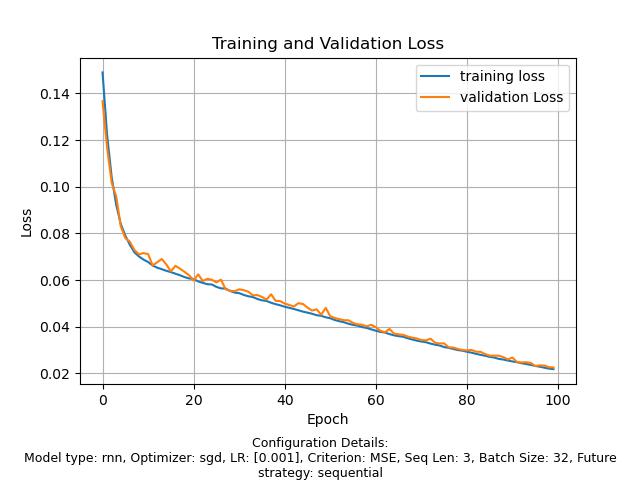 Training and Validation Loss
training loss
validation Loss
0.14
0.12
0.10
0.08
0.06
0.04
0.02
Loss
0
20
40
60
80
100
Epoch
Configuration Details:
Model type: rnn, Optimizer: sgd, LR: [0.001], Criterion: MSE, Seq Len: 3, Batch Size: 32, Future
strategy: sequential